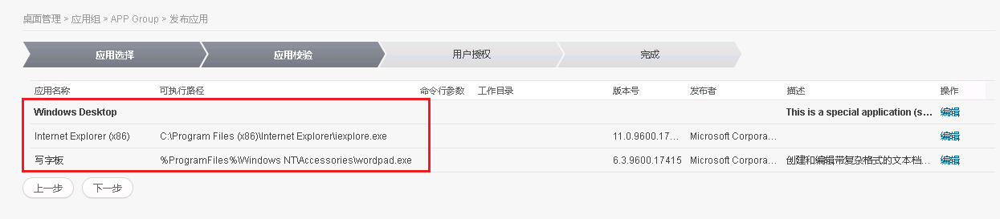 桌面管理 > 应用组 > APP Group > 发布应用
应用选择 应用校验 用户授权 完成
应用名称 可执行路径 命令行参数 工作目录 版本号 发布者 描述 操作
Windows Desktop This is a special application (s... 编辑
Internet Explorer (x86) C:\Program Files (x86)\Internet Explorer\iexplore.exe 11.0.9600.17... Microsoft Corpora... 编辑
写字板 %ProgramFiles%\Windows NT\Accessories\wordpad.exe 6.3.9600.17415 Microsoft Corpora... 创建和编辑带复杂格式的文本档... 编辑
上一步 下一步